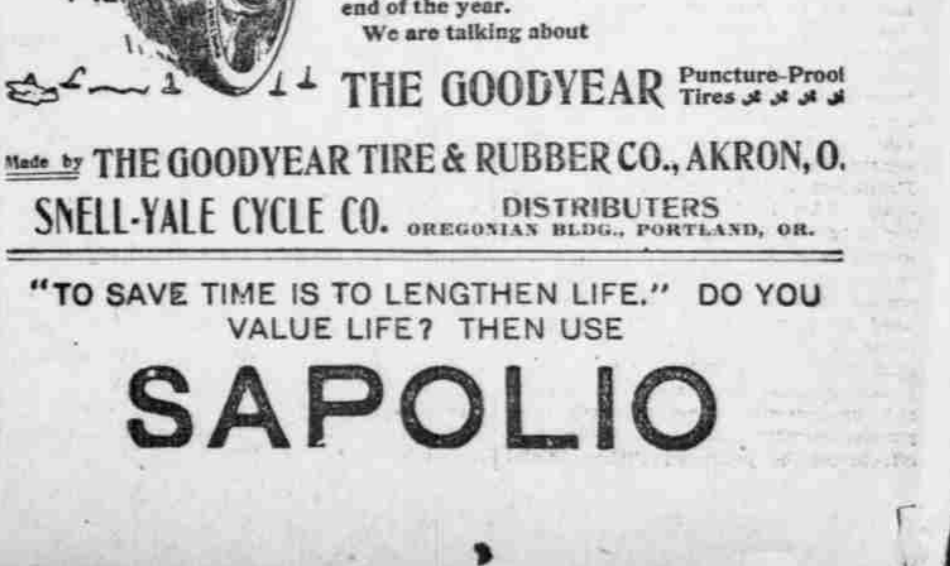 end of the year.
We are talking about
THE GOODYEAR Puncture-Proof
Tires
Made by THE GOODYEAR TIRE & RUBBER CO., AKRON, O.
SNELL-YALE CYCLE CO. DISTRIBUTERS
OREGONIAN BLDG., PORTLAND, OR.
"TO SAVE TIME IS TO LENGTHEN LIFE." DO YOU
VALUE LIFE? THEN USE
SAPOLIO